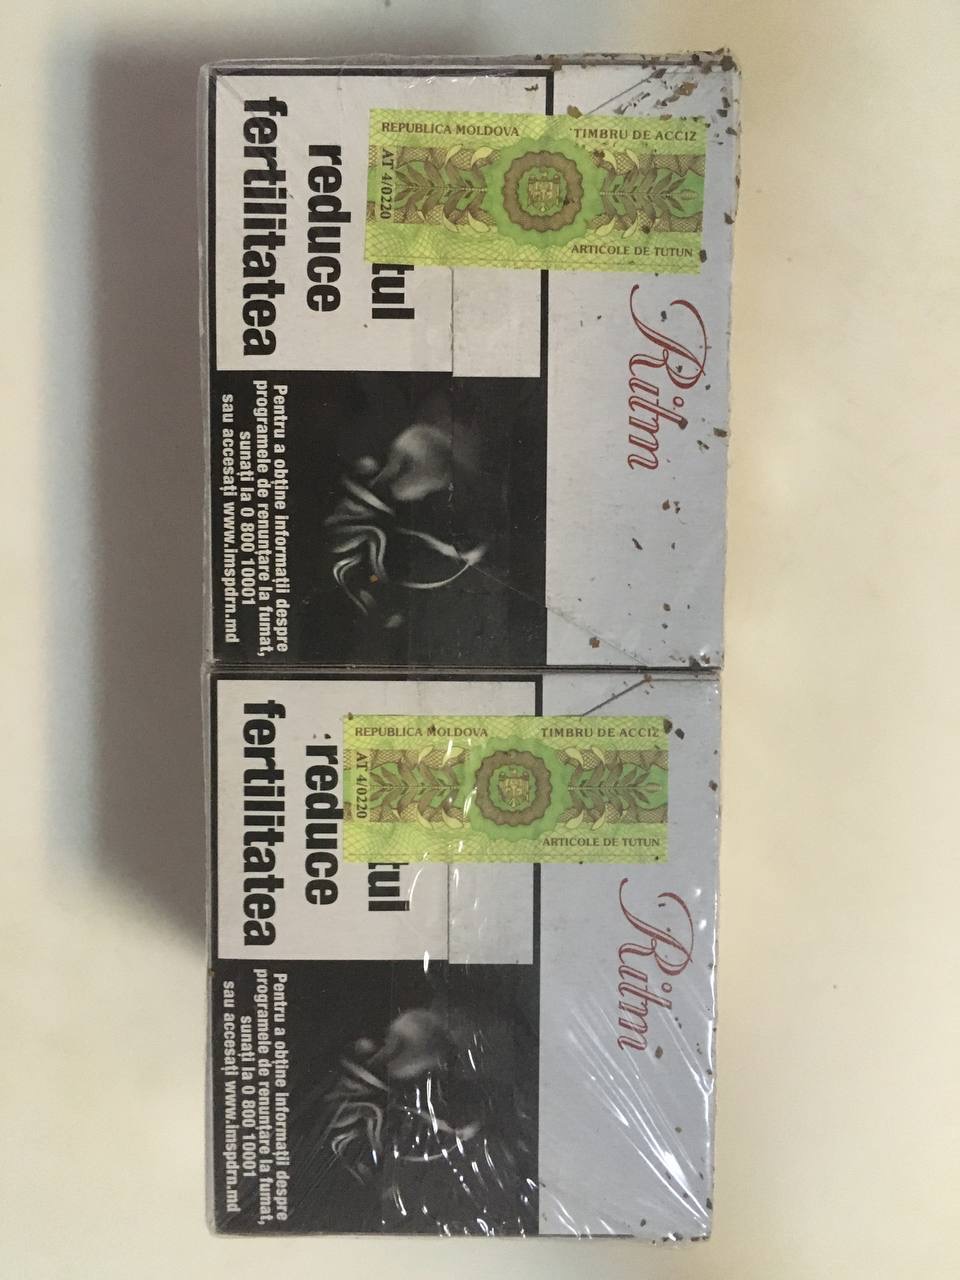 REPUBLICA MOLDOVA TIMBRU DE ACCIZ
AT 4/0220
ARTICOLE DE TUTUN
Ritm
tul
reduce
fertilitatea
Pentru a obține informații despre
programele de renunțare la fumat,
sunați la 0 800 10001
sau accesați www.imspdrn.md
REPUBLICA MOLDOVA TIMBRU DE ACCIZ
AT 4/0220
ARTICOLE DE TUTUN
Ritm
tul
reduce
fertilitatea
Pentru a obține informații despre
programele de renunțare la fumat,
sunați la 0 800 10001
sau accesați www.imspdrn.md